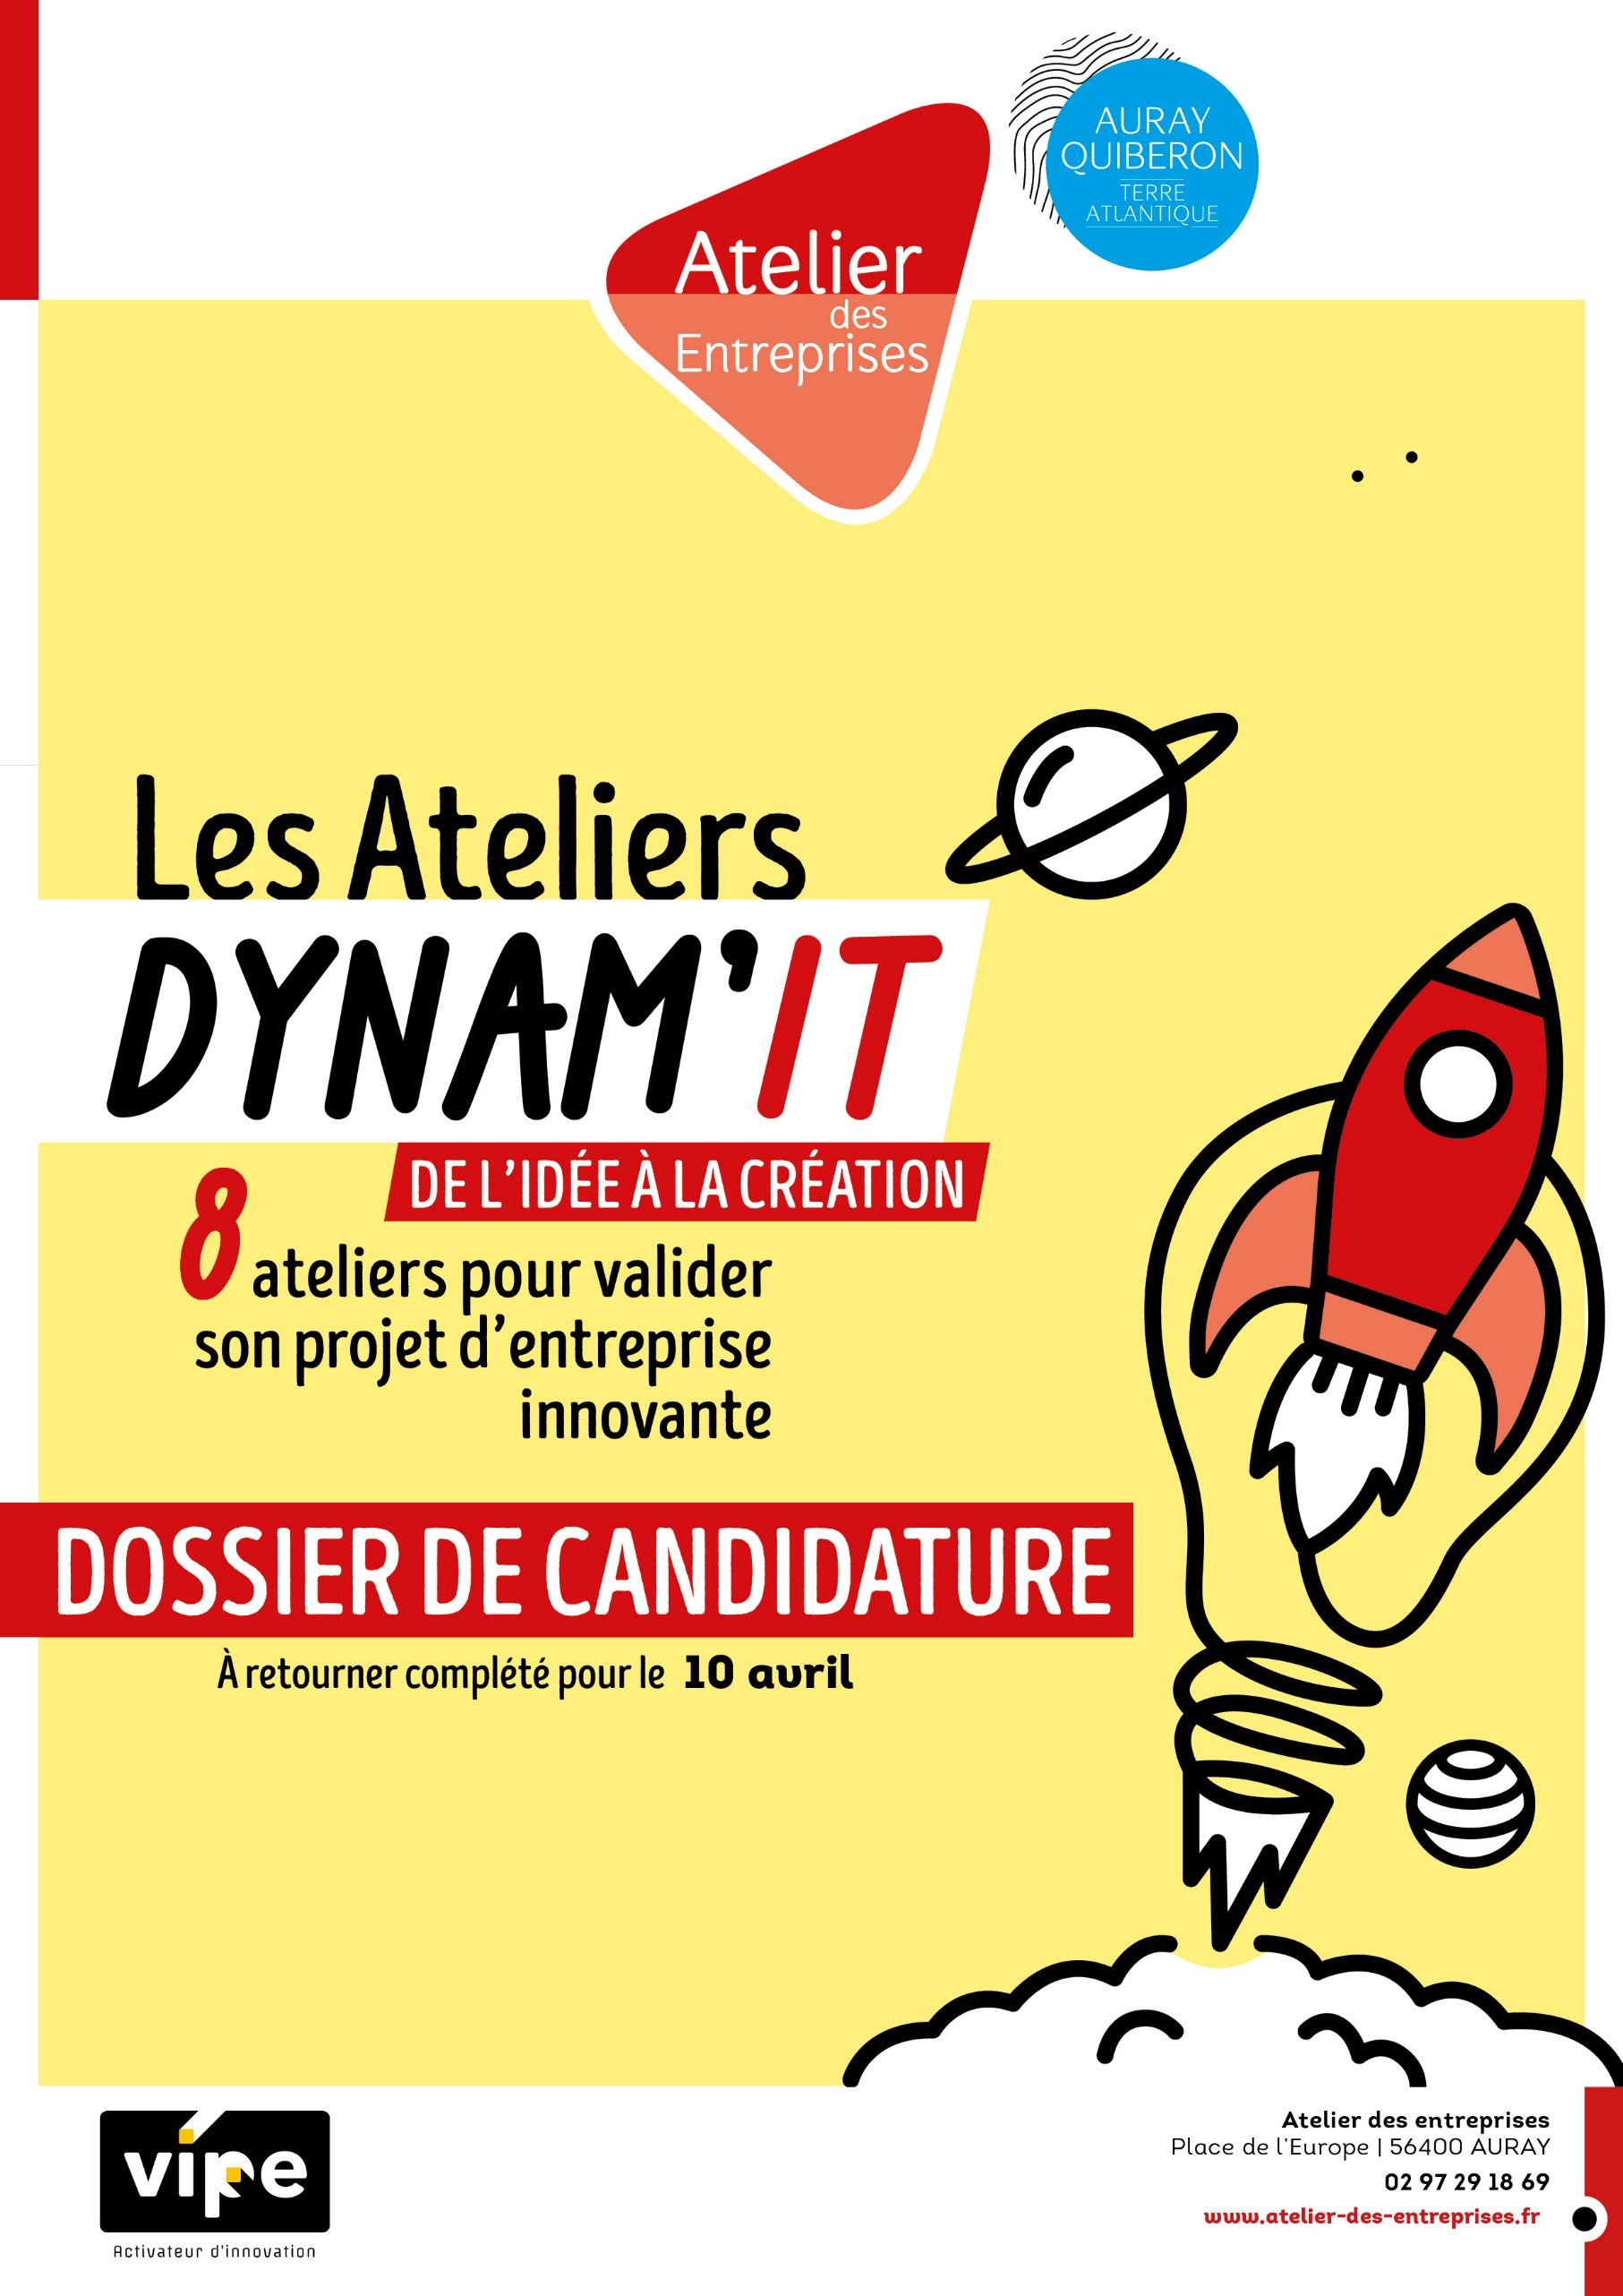 AURAY
QUIBERON
TERRE
ATLANTIQUE
Atelier
des
Entreprises
Les Ateliers
DYNAM'IT
DE L'IDÉE À LA CRÉATION
8 ateliers pour valider
son projet d'entreprise
innovante
DOSSIER DE CANDIDATURE
À retourner complété pour le 10 avril
vipe
Activateur d'innovation
Atelier des entreprises
Place de l'Europe | 56400 AURAY
02 97 29 18 69
www.atelier-des-entreprises.fr